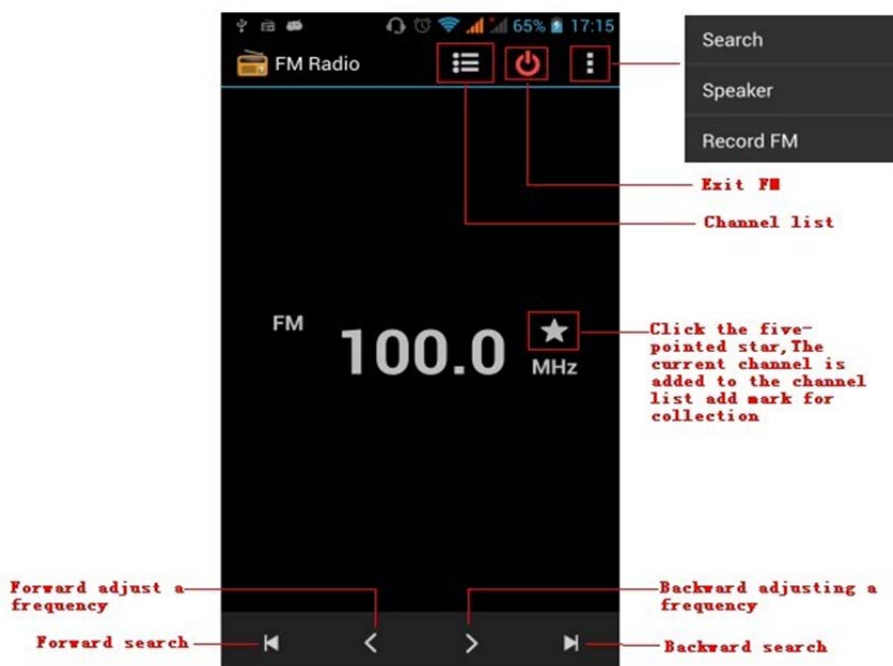 65% 17:15
FM Radio
Search
Speaker
Record FM
Exit FM
Channel list
FM
100.0
MHz
Click the five-
pointed star,The
current channel is
added to the channel
list add mark for
collection
Forward adjust a
frequency
Backward adjusting a
frequency
Forward search
Backward search